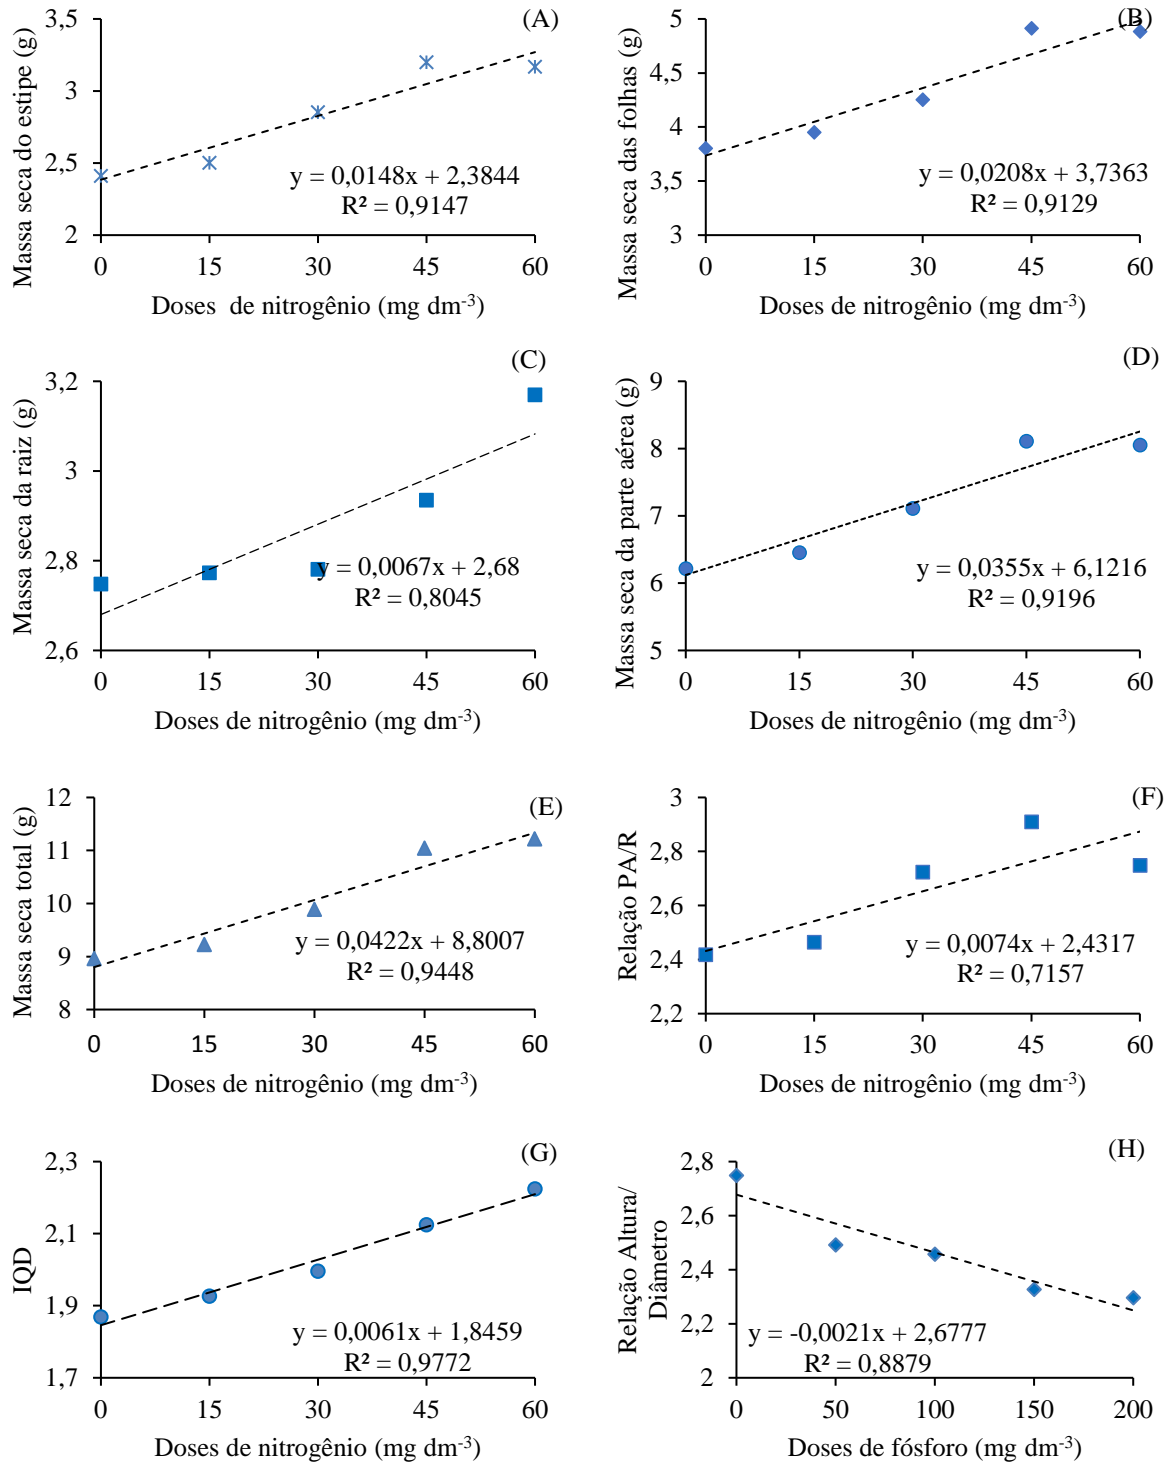 (A)
Massa seca do estipe (g)
3,5
3
2,5
2
y = 0,0148x + 2,3844
R² = 0,9147
0 15 30 45 60
Doses de nitrogênio (mg dm-3)
(B)
Massa seca das folhas (g)
5
4,5
4
3,5
3
y = 0,0208x + 3,7363
R² = 0,9129
0 15 30 45 60
Doses de nitrogênio (mg dm-3)
(C)
Massa seca da raiz (g)
3,2
3
2,8
2,6
y = 0,0067x + 2,68
R² = 0,8045
0 15 30 45 60
Doses de nitrogênio (mg dm-3)
(D)
Massa seca da parte aérea (g)
9
8
7
6
5
y = 0,0355x + 6,1216
R² = 0,9196
0 15 30 45 60
Doses de nitrogênio (mg dm-3)
(E)
Massa seca total (g)
12
11
10
9
8
y = 0,0422x + 8,8007
R² = 0,9448
0 15 30 45 60
Doses de nitrogênio (mg dm-3)
(F)
Relação PA/R
3
2,8
2,6
2,4
2,2
y = 0,0074x + 2,4317
R² = 0,7157
0 15 30 45 60
Doses de nitrogênio (mg dm-3)
(G)
IQD
2,3
2,1
1,9
1,7
y = 0,0061x + 1,8459
R² = 0,9772
0 15 30 45 60
Doses de nitrogênio (mg dm-3)
(H)
Relação Altura/
Diâmetro
2,8
2,6
2,4
2,2
2
y = -0,0021x + 2,6777
R² = 0,8879
0 50 100 150 200
Doses de fósforo (mg dm-3)